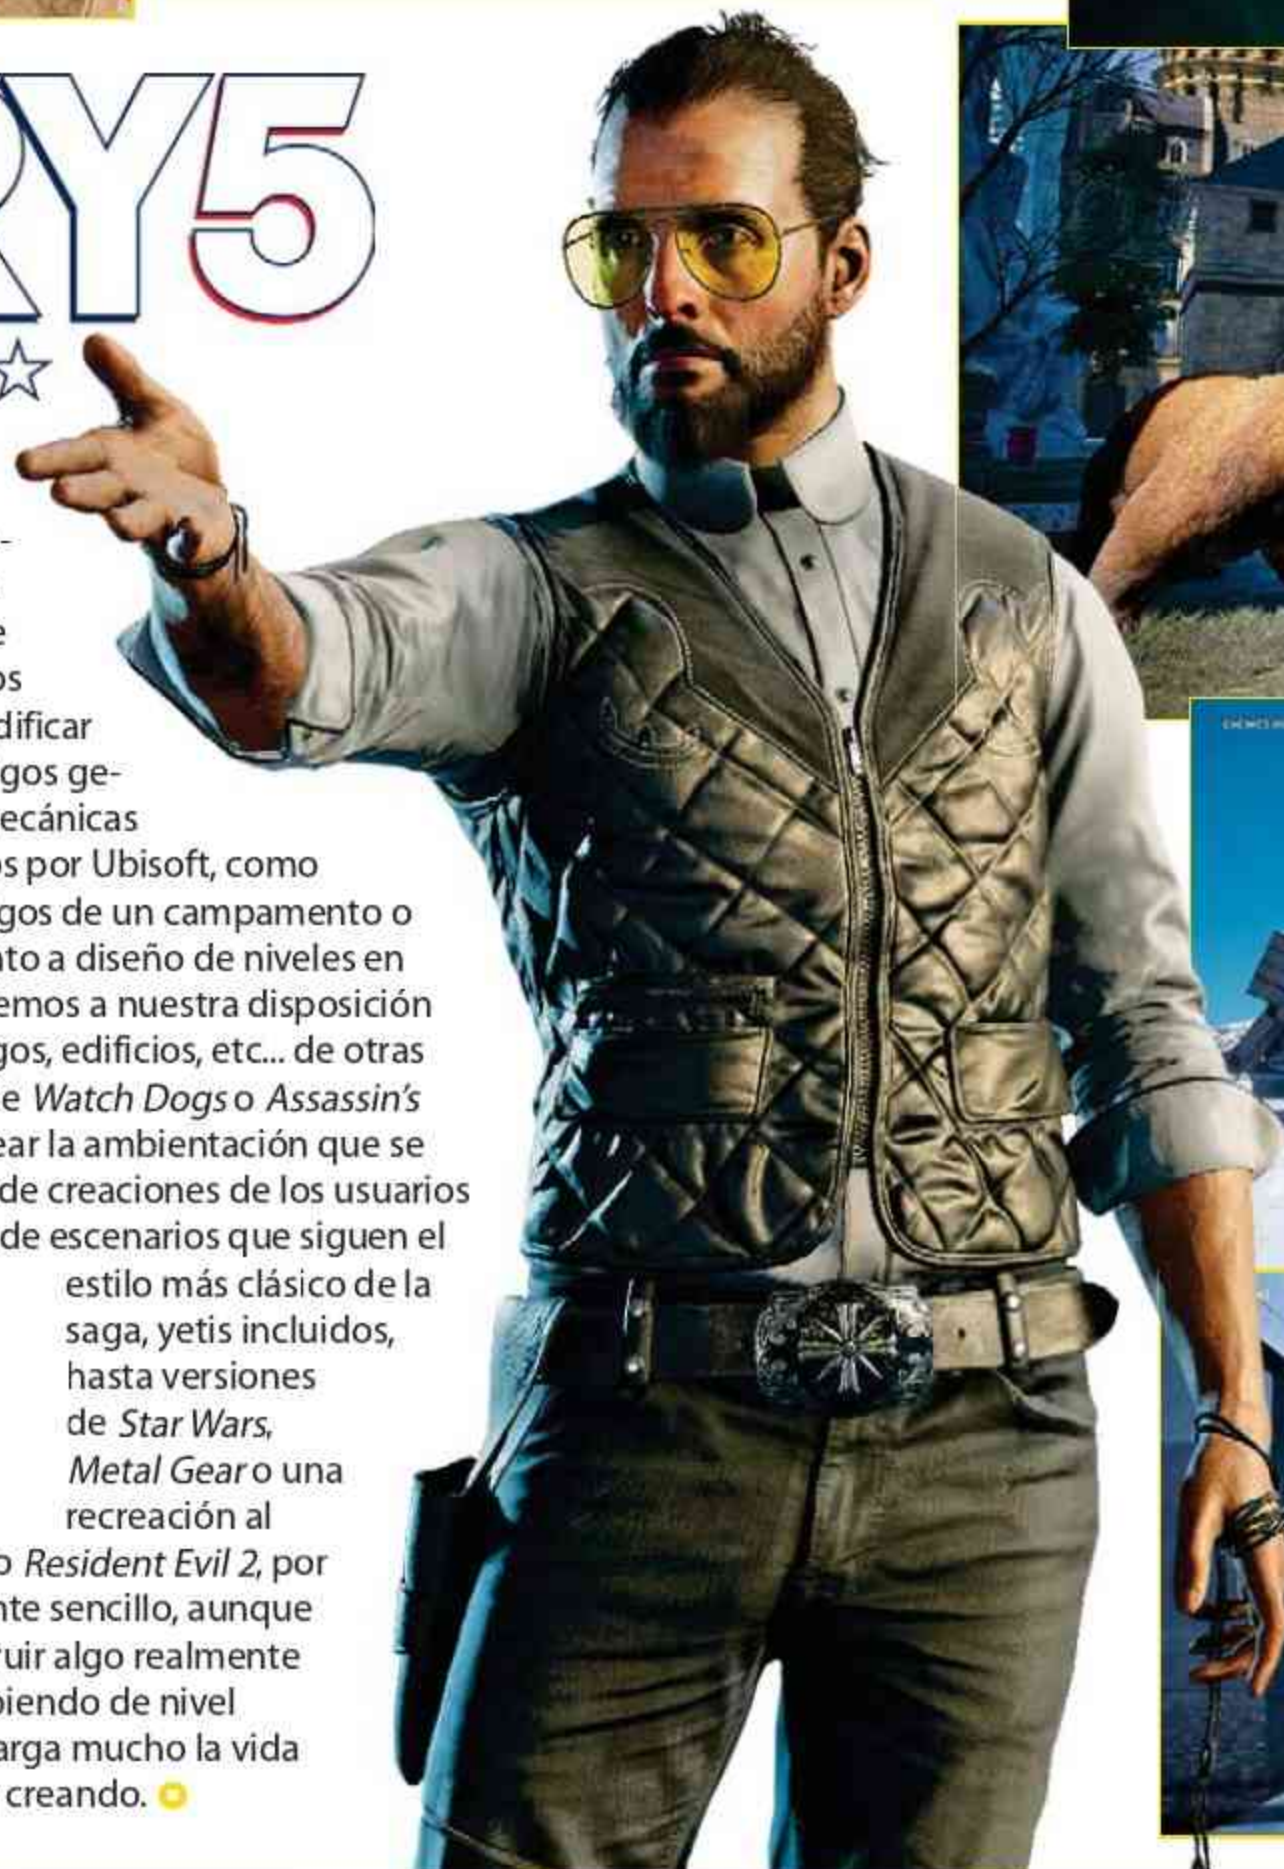 RY5
-
e
os
dificar
gos ge-
ecánicas
os por Ubisoft, como
gos de un campamento o
nto a diseño de niveles en
emos a nuestra disposición
gos, edificios, etc... de otras
e Watch Dogs o Assassin's
ear la ambientación que se
de creaciones de los usuarios
de escenarios que siguen el
estilo más clásico de la
saga, yetis incluidos,
hasta versiones
de Star Wars,
Metal Gear o una
recreación al
o Resident Evil 2, por
nte sencillo, aunque
ruir algo realmente
biendo de nivel
arga mucho la vida
creando.